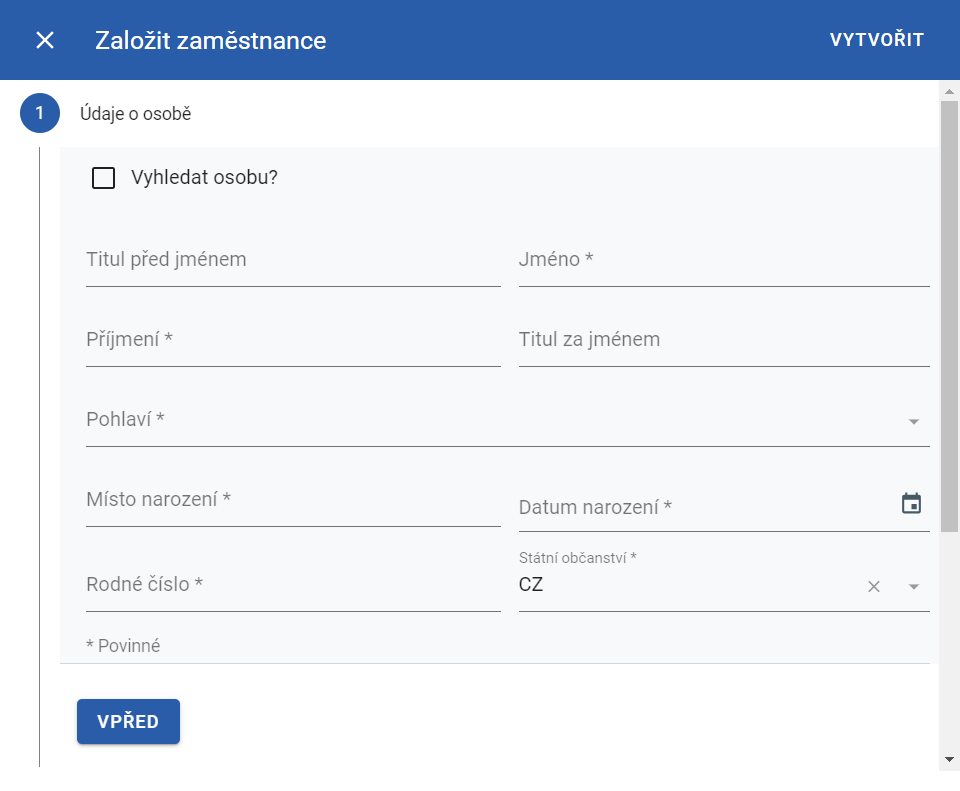 Založit zaměstnance
VYTVOŘIT
1 Údaje o osobě
Vyhledat osobu?
Titul před jménem
Jméno *
Příjmení *
Titul za jménem
Pohlaví *
Místo narození *
Datum narození *
Rodné číslo *
Státní občanství *
CZ
* Povinné
VPŘED